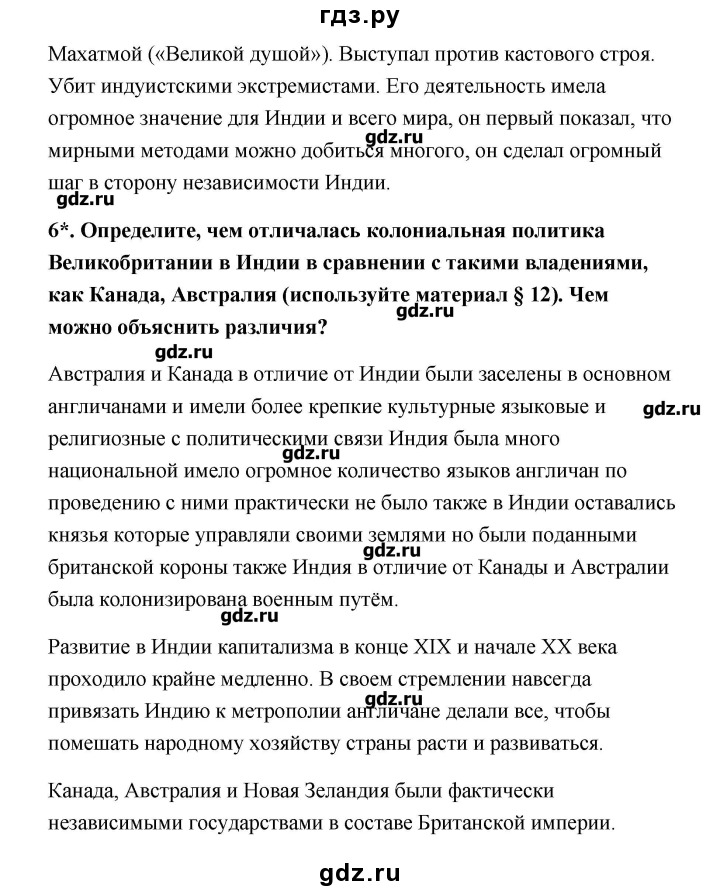 гдз.ру
Махатмой («Великой душой»). Выступал против кастового строя.
Убит индуистскими экстремистами. Его деятельность имела
огромное значение для Индии и всего мира, он первый показал, что
gdz.ru
мирными методами можно добиться многого, он сделал огромный
шаг в сторону независимости Индии.
gdz.ru
6*. Определите, чем отличалась колониальная политика
Великобритании в Индии в сравнении с такими владениями,
как Канада, Австралия (используйте материал § 12). Чем
gdz.ru
можно объяснить различия?
gdz.ru
Австралия и Канада в отличие от Индии были заселены в основном
англичанами и имели более крепкие культурные языковые и
gdz.ru
религиозные с политическими связи Индия была много
gdz.ru
национальной имело огромное количество языков англичан по
проведению с ними практически не было также в Индии оставались
князья которые управляли своими землями но были поданными
gdz.ru
британской короны также Индия в отличие от Канады и Австралии
была колонизирована военным путём.
gdz.ru
Развитие в Индии капитализма в конце XIX и начале XX века
проходило крайне медленно. В своем стремлении навсегда
gdz.ru
привязать Индию к метрополии англичане делали все, чтобы
помешать народному хозяйству страны расти и развиваться.
Канада, Австралия и Новая Зеландия были фактически
независимыми государствами в составе Британской империи.
gdz.ru